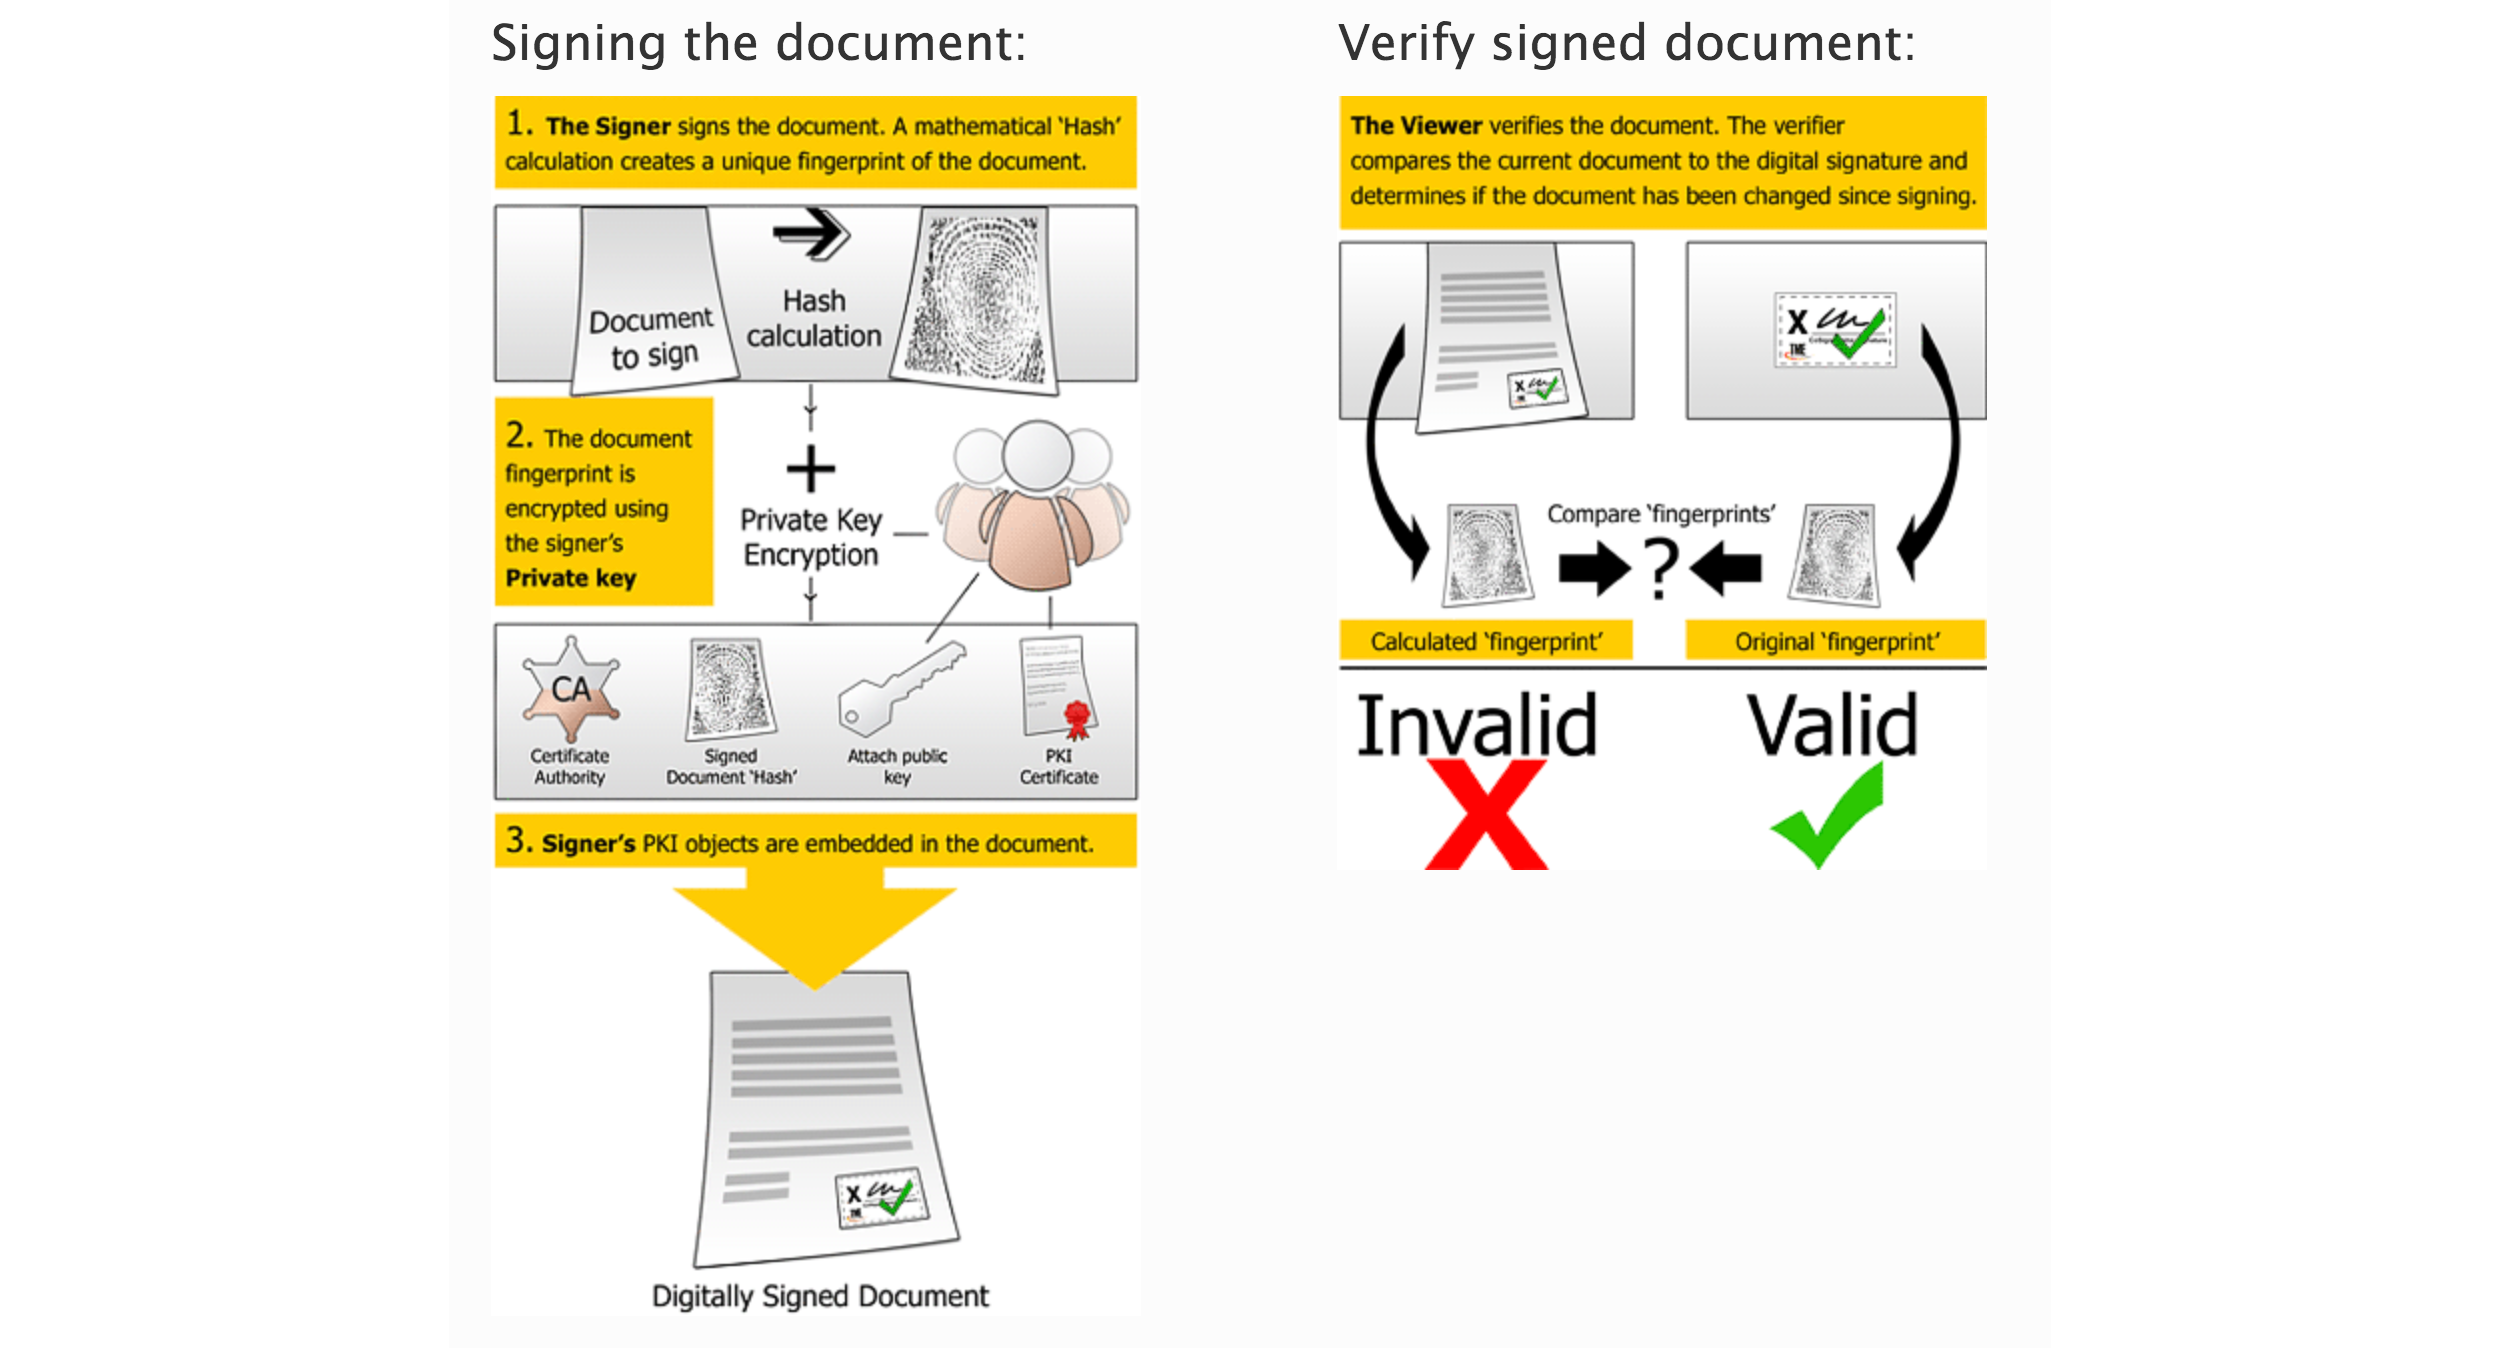 Signing the document:
1. The Signer signs the document. A mathematical ‘Hash’
calculation creates a unique fingerprint of the document.
Document
to sign
Hash
calculation
2. The document
fingerprint is
encrypted using
the signer’s
Private key
Private Key
Encryption
CA
Certificate
Authority
Signed
Document ‘Hash’
Attach public
key
PKI
Certificate
3. Signer’s PKI objects are embedded in the document.
X
THE
Digitally Signed Document
Verify signed document:
The Viewer verifies the document. The verifier
compares the current document to the digital signature and
determines if the document has been changed since signing.
X
X
THE
Compare ‘fingerprints’
?
Calculated ‘fingerprint’
Original ‘fingerprint’
Invalid
Valid